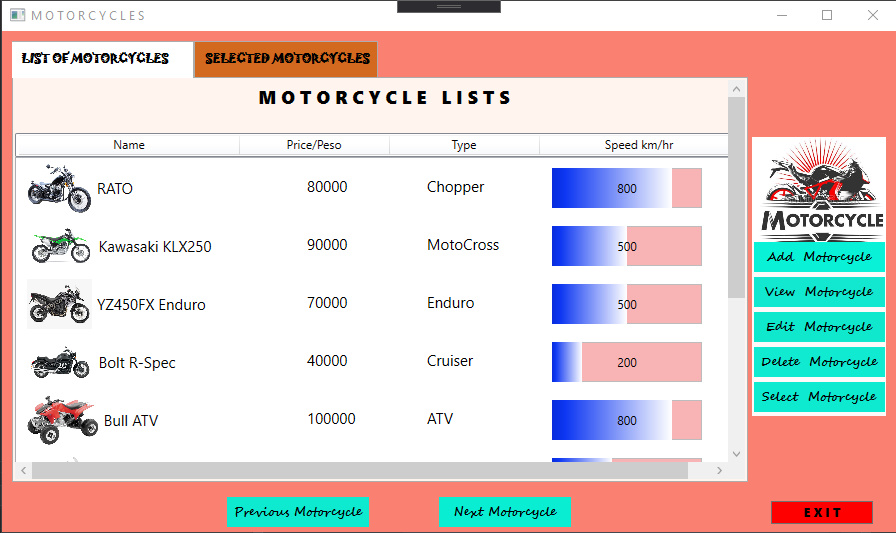 MOTORCYCLES
LIST OF MOTORCYCLES SELECTED MOTORCYCLES
MOTORCYCLE LISTS
Name Price/Peso Type Speed km/hr
RATO 80000 Chopper 800
Kawasaki KLX250 90000 MotoCross 500
YZ450FX Enduro 70000 Enduro 500
Bolt R-Spec 40000 Cruiser 200
Bull ATV 100000 ATV 800
MOTORCYCLE
Add Motorcycle
View Motorcycle
Edit Motorcycle
Delete Motorcycle
Select Motorcycle
Previous Motorcycle Next Motorcycle EXIT